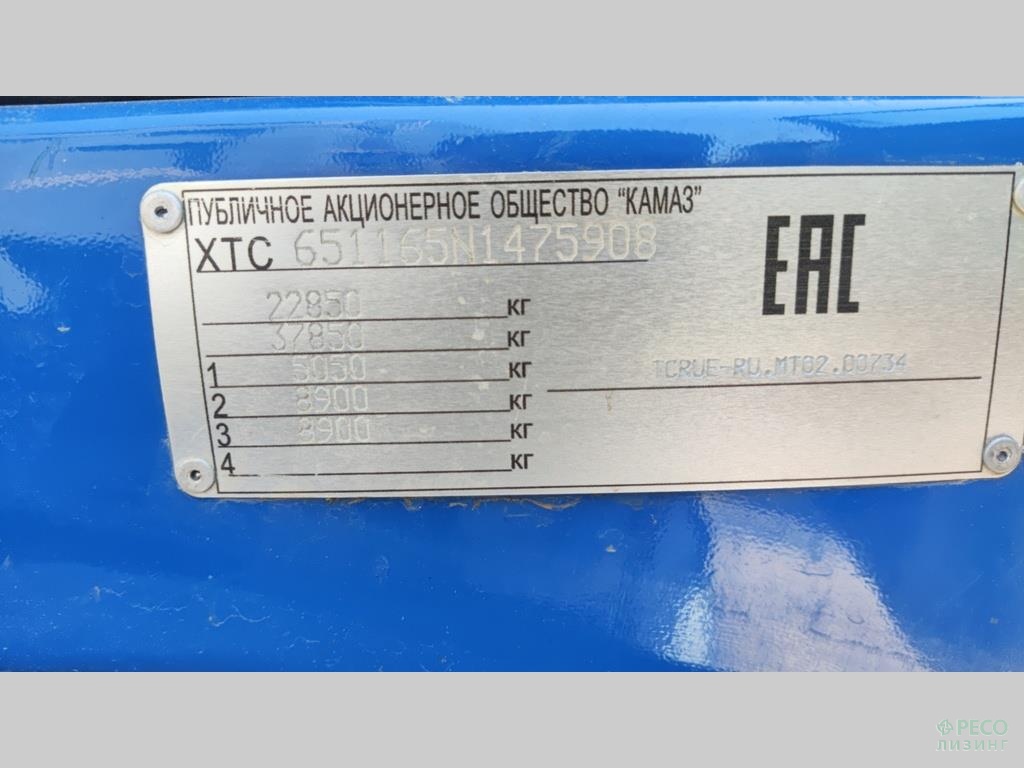 ПУБЛИЧНОЕ АКЦИОНЕРНОЕ ОБЩЕСТВО "КАМАЗ"
XTC 651165N1475908
ЕАС
22850 кг
37850 кг
1 5050 кг
2 8900 кг
3 8900 кг
4 кг
TCRUE-RU.MT02.00734
РЕСО
ЛИЗИНГ